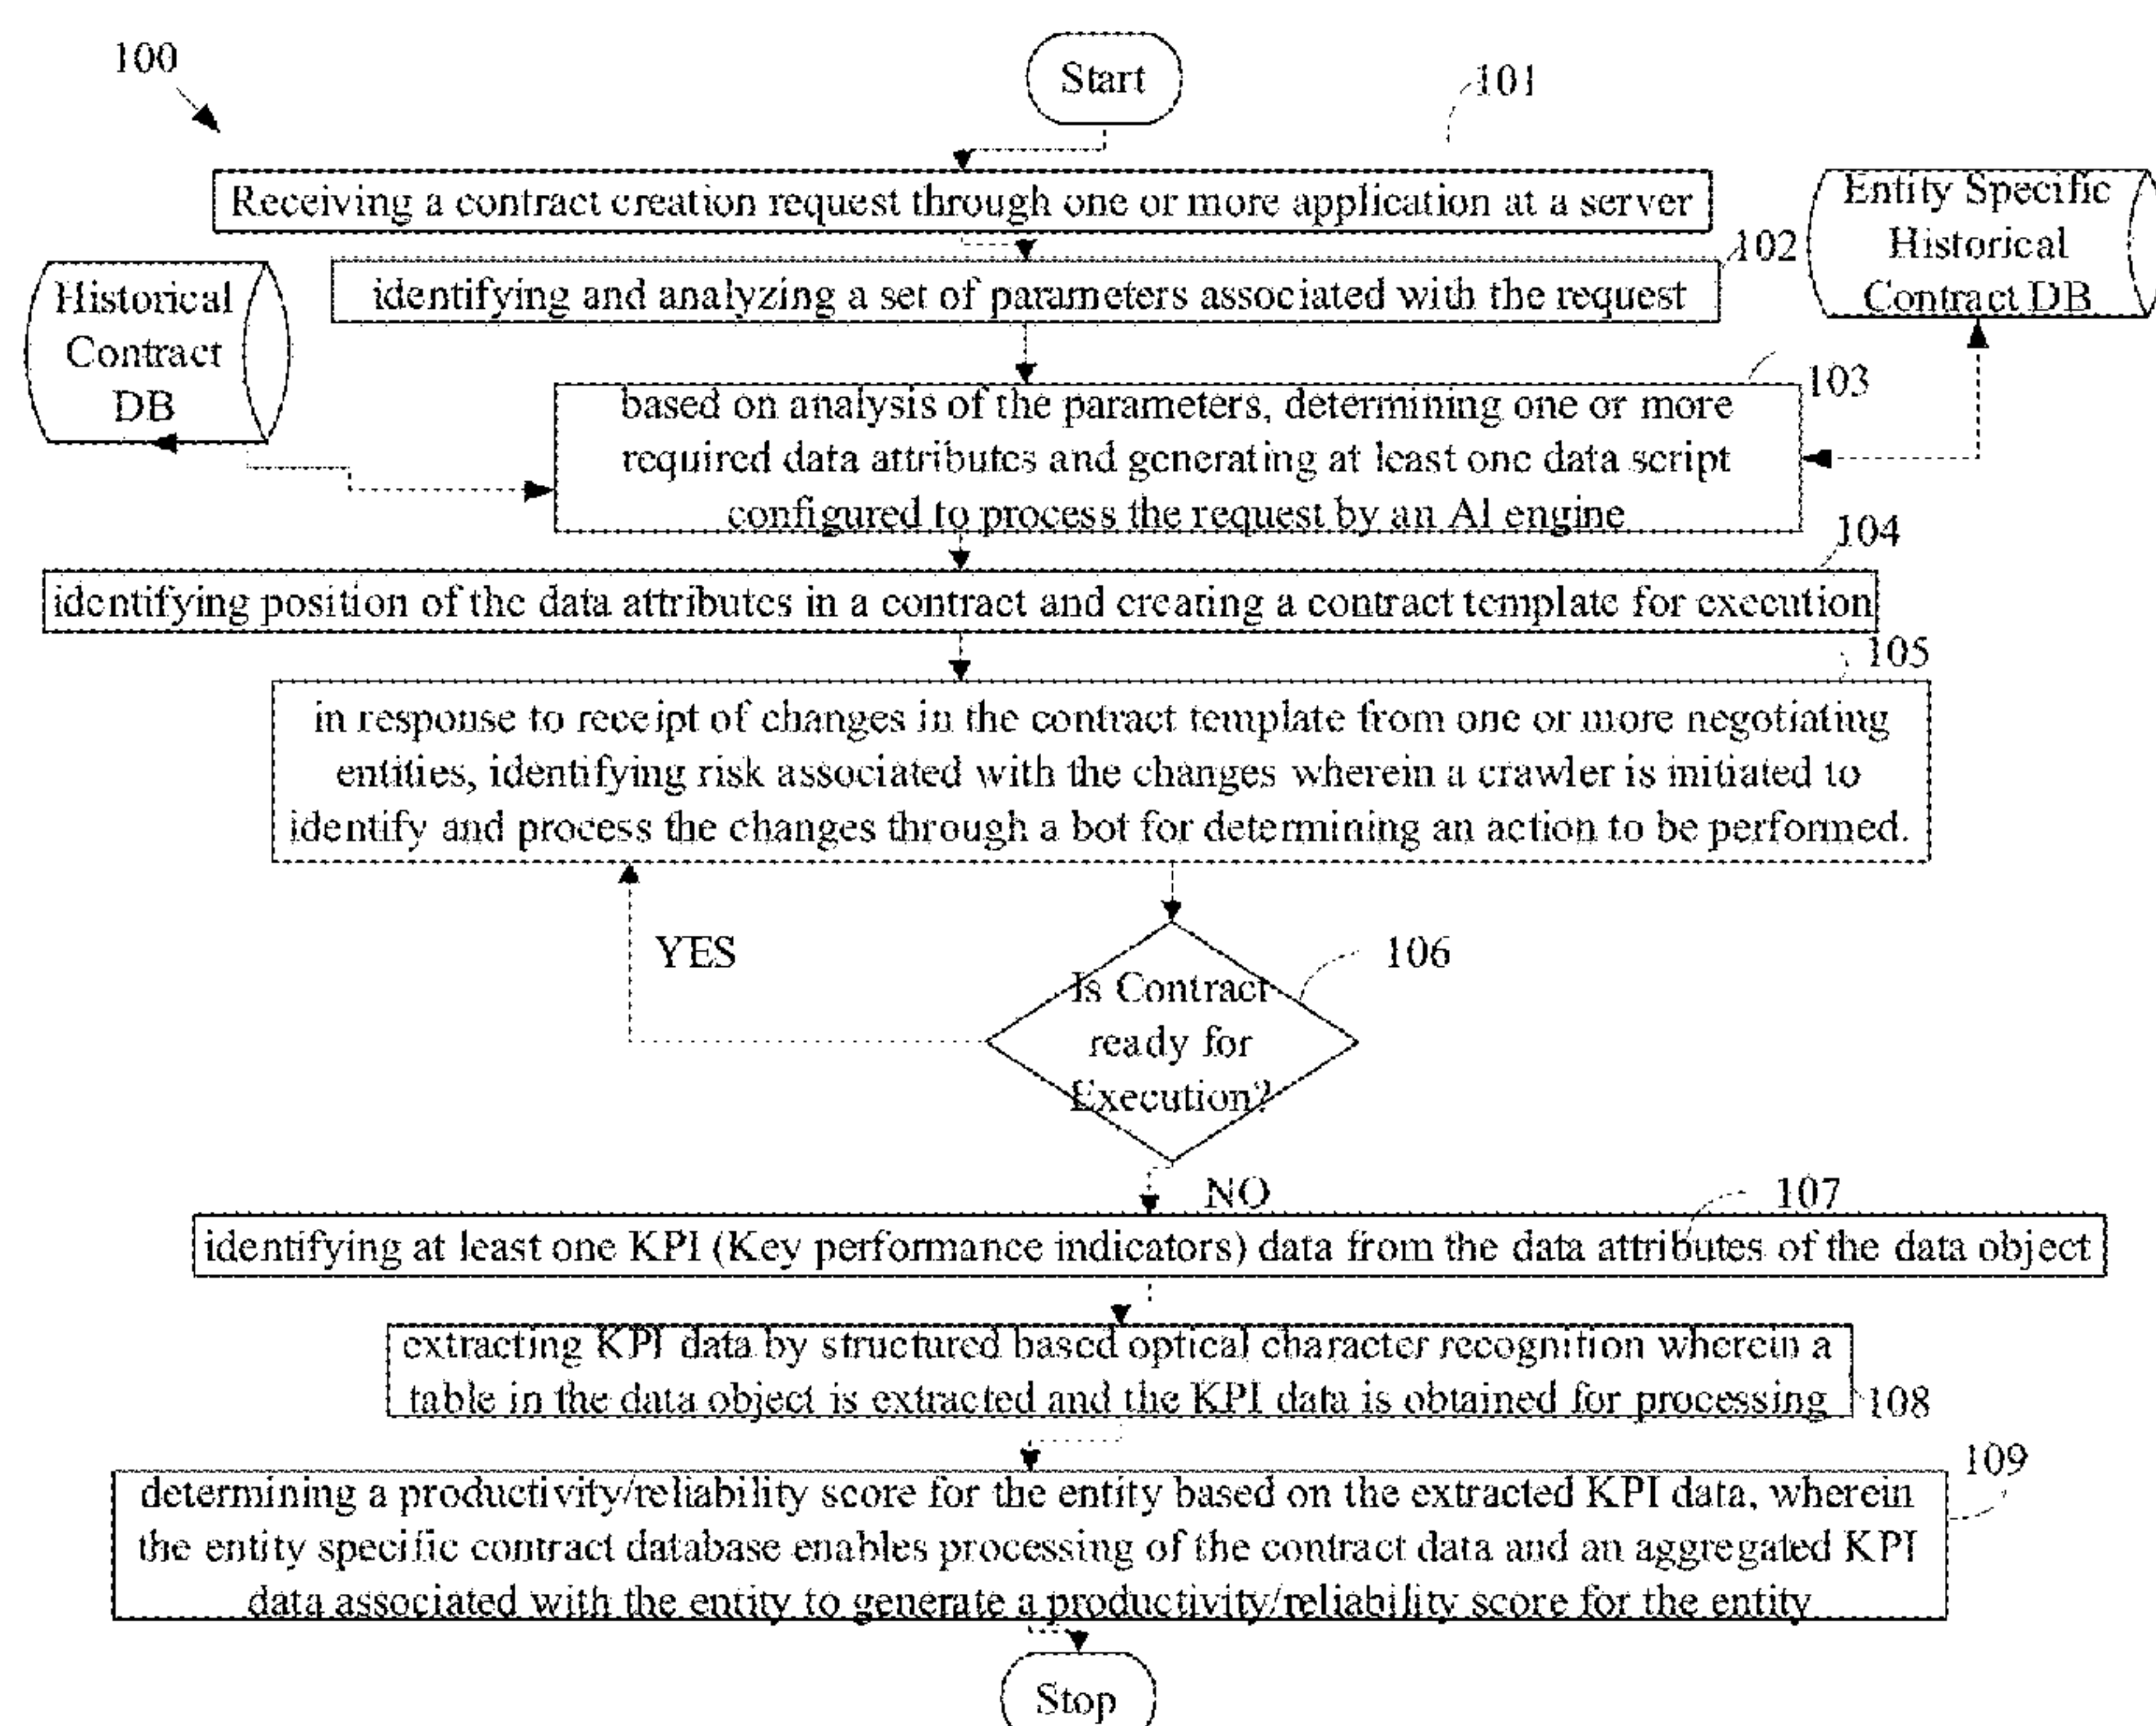 100
Start
101
Receiving a contract creation request through one or more application at a server
Entity Specific
Historical
Contract DB
102
identifying and analyzing a set of parameters associated with the request
Historical
Contract
DB
103
based on analysis of the parameters, determining one or more
required data attributes and generating at least one data script
configured to process the request by an AI engine
104
identifying position of the data attributes in a contract and creating a contract template for execution
105
in response to receipt of changes in the contract template from one or more negotiating
entities, identifying risk associated with the changes wherein a crawler is initiated to
identify and process the changes through a bot for determining an action to be performed.
YES
106
Is Contract
ready for
Execution?
NO
107
identifying at least one KPI (Key performance indicators) data from the data attributes of the data object
extracting KPI data by structured based optical character recognition wherein a
table in the data object is extracted and the KPI data is obtained for processing
108
109
determining a productivity/reliability score for the entity based on the extracted KPI data, wherein
the entity specific contract database enables processing of the contract data and an aggregated KPI
data associated with the entity to generate a productivity/reliability score for the entity
Stop